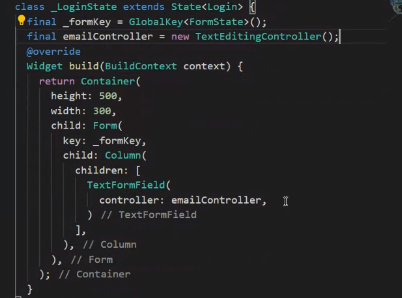 class _LoginState extends State<Login> {
final _formKey = GlobalKey<FormState>();
final emailController = new TextEditingController();
@override
Widget build(BuildContext context) {
return Container(
height: 500,
width: 300,
child: Form(
key: _formKey,
child: Column(
children: [
TextFormField(
controller: emailController,
) // TextFormField
],
), // Column
), // Form
); // Container
}